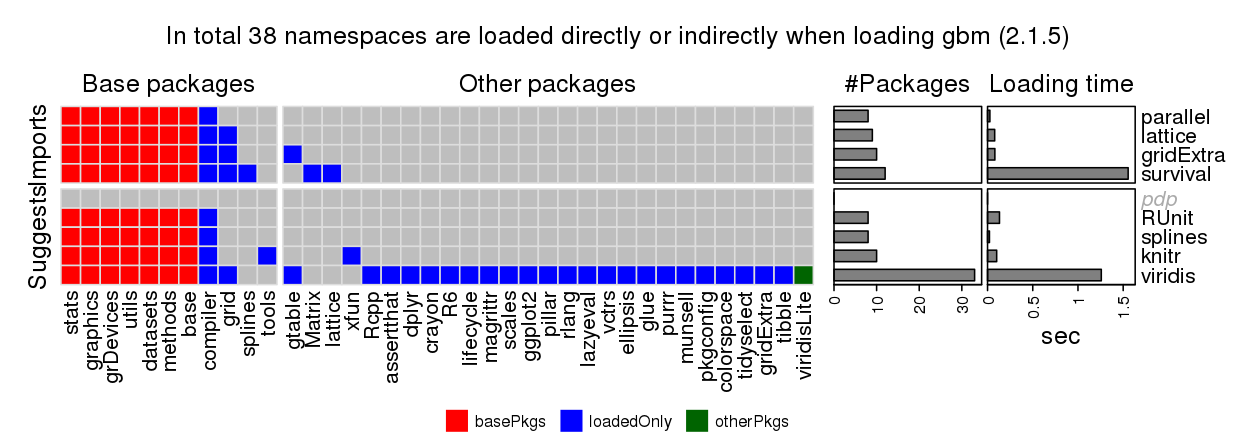 In total 38 namespaces are loaded directly or indirectly when loading gbm (2.1.5)
Base packages
Other packages
#Packages
Loading time
Imports
Suggests
parallel
lattice
gridExtra
survival
pdp
RUnit
splines
knitr
viridis
stats
graphics
grDevices
utils
datasets
methods
base
compiler
grid
splines
tools
gtable
Matrix
lattice
xfun
Rcpp
assertthat
dplyr
crayon
R6
lifecycle
magrittr
scales
ggplot2
pillar
rlang
lazyeval
vctrs
ellipsis
glue
purrr
munsell
pkgconfig
colorspace
tidyselect
gridExtra
tibble
viridisLite
0
10
20
30
0
0.5
1
1.5
sec
basePkgs
loadedOnly
otherPkgs